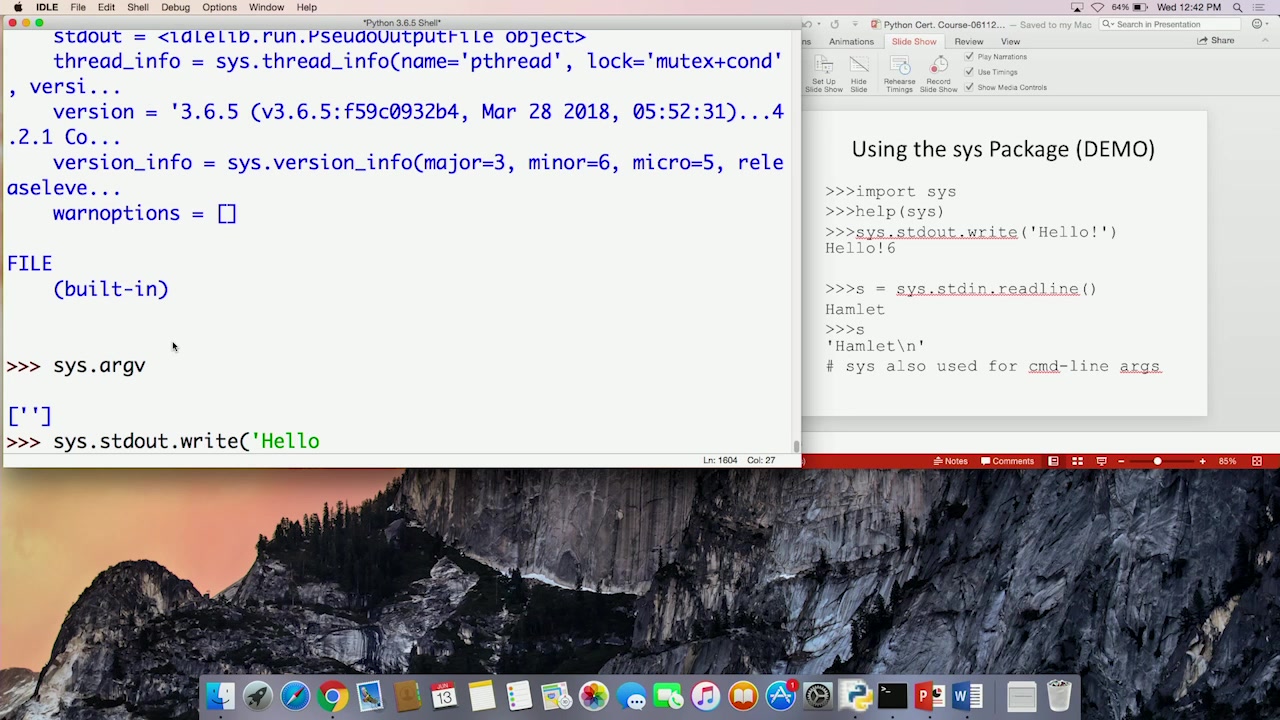 IDLE File Edit Shell Debug Options Window Help
64% Wed 12:42 PM
*Python 3.6.5 Shell*
stdout = <idlelib.run.PseudoOutputFile object>
thread_info = sys.thread_info(name='pthread', lock='mutex+cond'
, versi...
version = '3.6.5 (v3.6.5:f59c0932b4, Mar 28 2018, 05:52:31)...4
.2.1 Co...
version_info = sys.version_info(major=3, minor=6, micro=5, rele
aseleve...
warnoptions = []
FILE
(built-in)
>>> sys.argv
['']
>>> sys.stdout.write('Hello
Ln: 1604 Col: 27
Python Cert. Course-06112... — Saved to my Mac
Search in Presentation
ns Animations Slide Show Review View
Share
Set Up
Slide Show
Hide
Slide
Rehearse
Timings
Record
Slide Show
Play Narrations
Use Timings
Show Media Controls
Using the sys Package (DEMO)
>>>import sys
>>>help(sys)
>>>sys.stdout.write('Hello!')
Hello!6
>>>s = sys.stdin.readline()
Hamlet
>>>s
'Hamlet\n'
# sys also used for cmd-line args
Notes Comments 85%
JUN
13
1